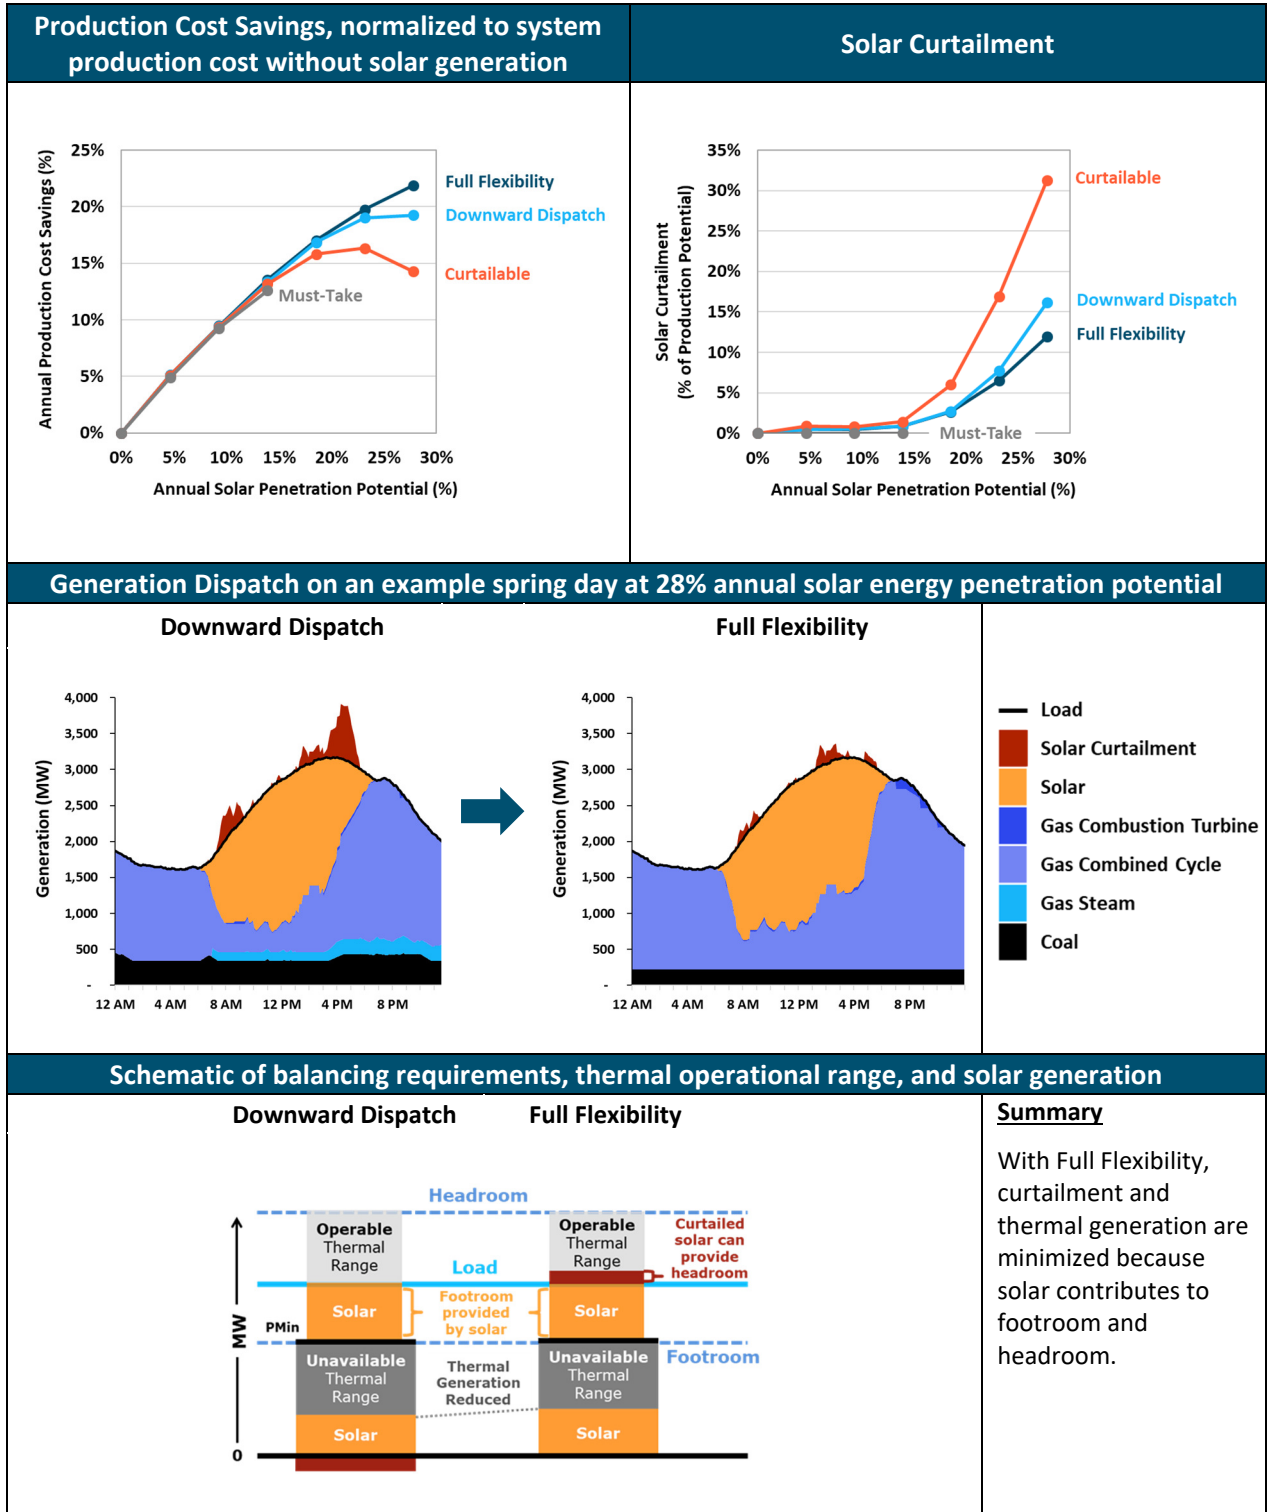 Production Cost Savings, normalized to system
production cost without solar generation
Solar Curtailment
Annual Production Cost Savings (%)
25%
20%
15%
10%
5%
0%
0% 5% 10% 15% 20% 25% 30%
Annual Solar Penetration Potential (%)
Full Flexibility
Downward Dispatch
Curtailable
Must-Take
Solar Curtailment
(% of Production Potential)
35%
30%
25%
20%
15%
10%
5%
0%
0% 5% 10% 15% 20% 25% 30%
Annual Solar Penetration Potential (%)
Curtailable
Downward Dispatch
Full Flexibility
Must-Take
Generation Dispatch on an example spring day at 28% annual solar energy penetration potential
Downward Dispatch
Generation (MW)
4,000
3,500
3,000
2,500
2,000
1,500
1,000
500
-
12 AM 4 AM 8 AM 12 PM 4 PM 8 PM
Full Flexibility
Generation (MW)
4,000
3,500
3,000
2,500
2,000
1,500
1,000
500
-
12 AM 4 AM 8 AM 12 PM 4 PM 8 PM
Load
Solar Curtailment
Solar
Gas Combustion Turbine
Gas Combined Cycle
Gas Steam
Coal
Schematic of balancing requirements, thermal operational range, and solar generation
Downward Dispatch Full Flexibility
MW
0
PMin
Headroom
Operable
Thermal
Range
Load
Solar
Footroom
provided
by solar
Unavailable
Thermal
Range
Solar
Thermal
Generation
Reduced
Operable
Thermal
Range
Curtailed
solar can
provide
headroom
Solar
Footroom
Unavailable
Thermal
Range
Solar
Summary
With Full Flexibility,
curtailment and
thermal generation are
minimized because
solar contributes to
footroom and
headroom.